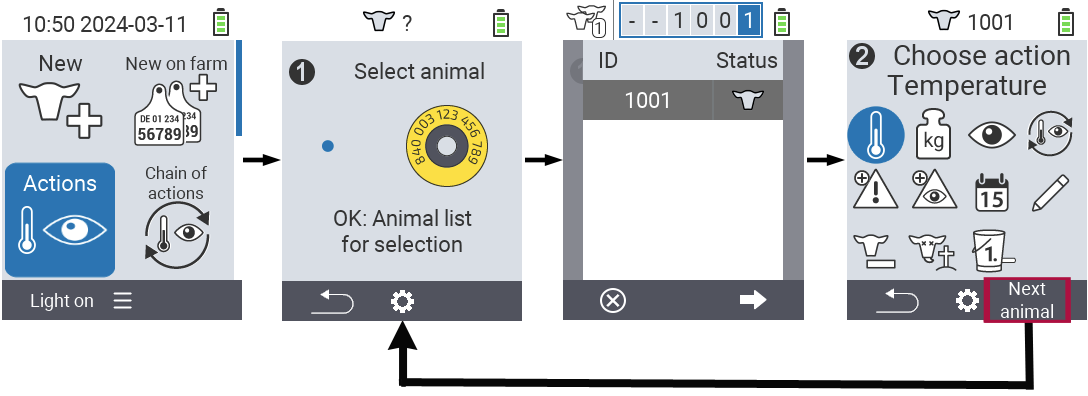 10:50 2024-03-11
New
New on farm
DE 01 234
56789
39
Actions
Chain of
actions
Light on
?
1
Select animal
840 003 123 456 789
OK: Animal list
for selection
1
- - 1 0 0 1
ID Status
1001
1001
2 Choose action
Temperature
kg
15
1.
Next
animal